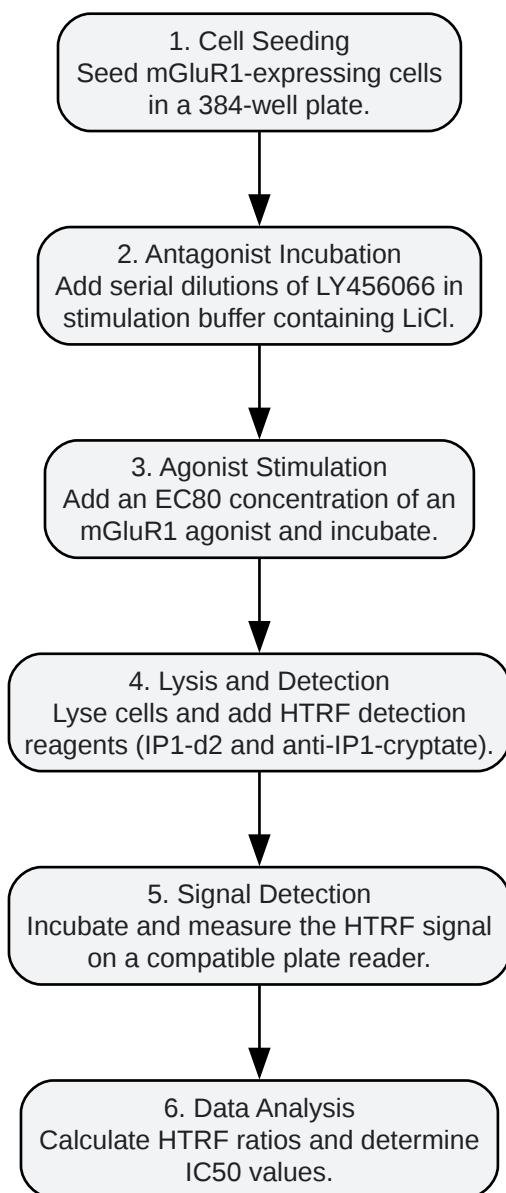 1. Cell Seeding
Seed mGluR1-expressing cells
in a 384-well plate.
2. Antagonist Incubation
Add serial dilutions of LY456066 in
stimulation buffer containing LiCl.
3. Agonist Stimulation
Add an EC80 concentration of an
mGluR1 agonist and incubate.
4. Lysis and Detection
Lyse cells and add HTRF detection
reagents (IP1-d2 and anti-IP1-cryptate).
5. Signal Detection
Incubate and measure the HTRF signal
on a compatible plate reader.
6. Data Analysis
Calculate HTRF ratios and determine
IC50 values.